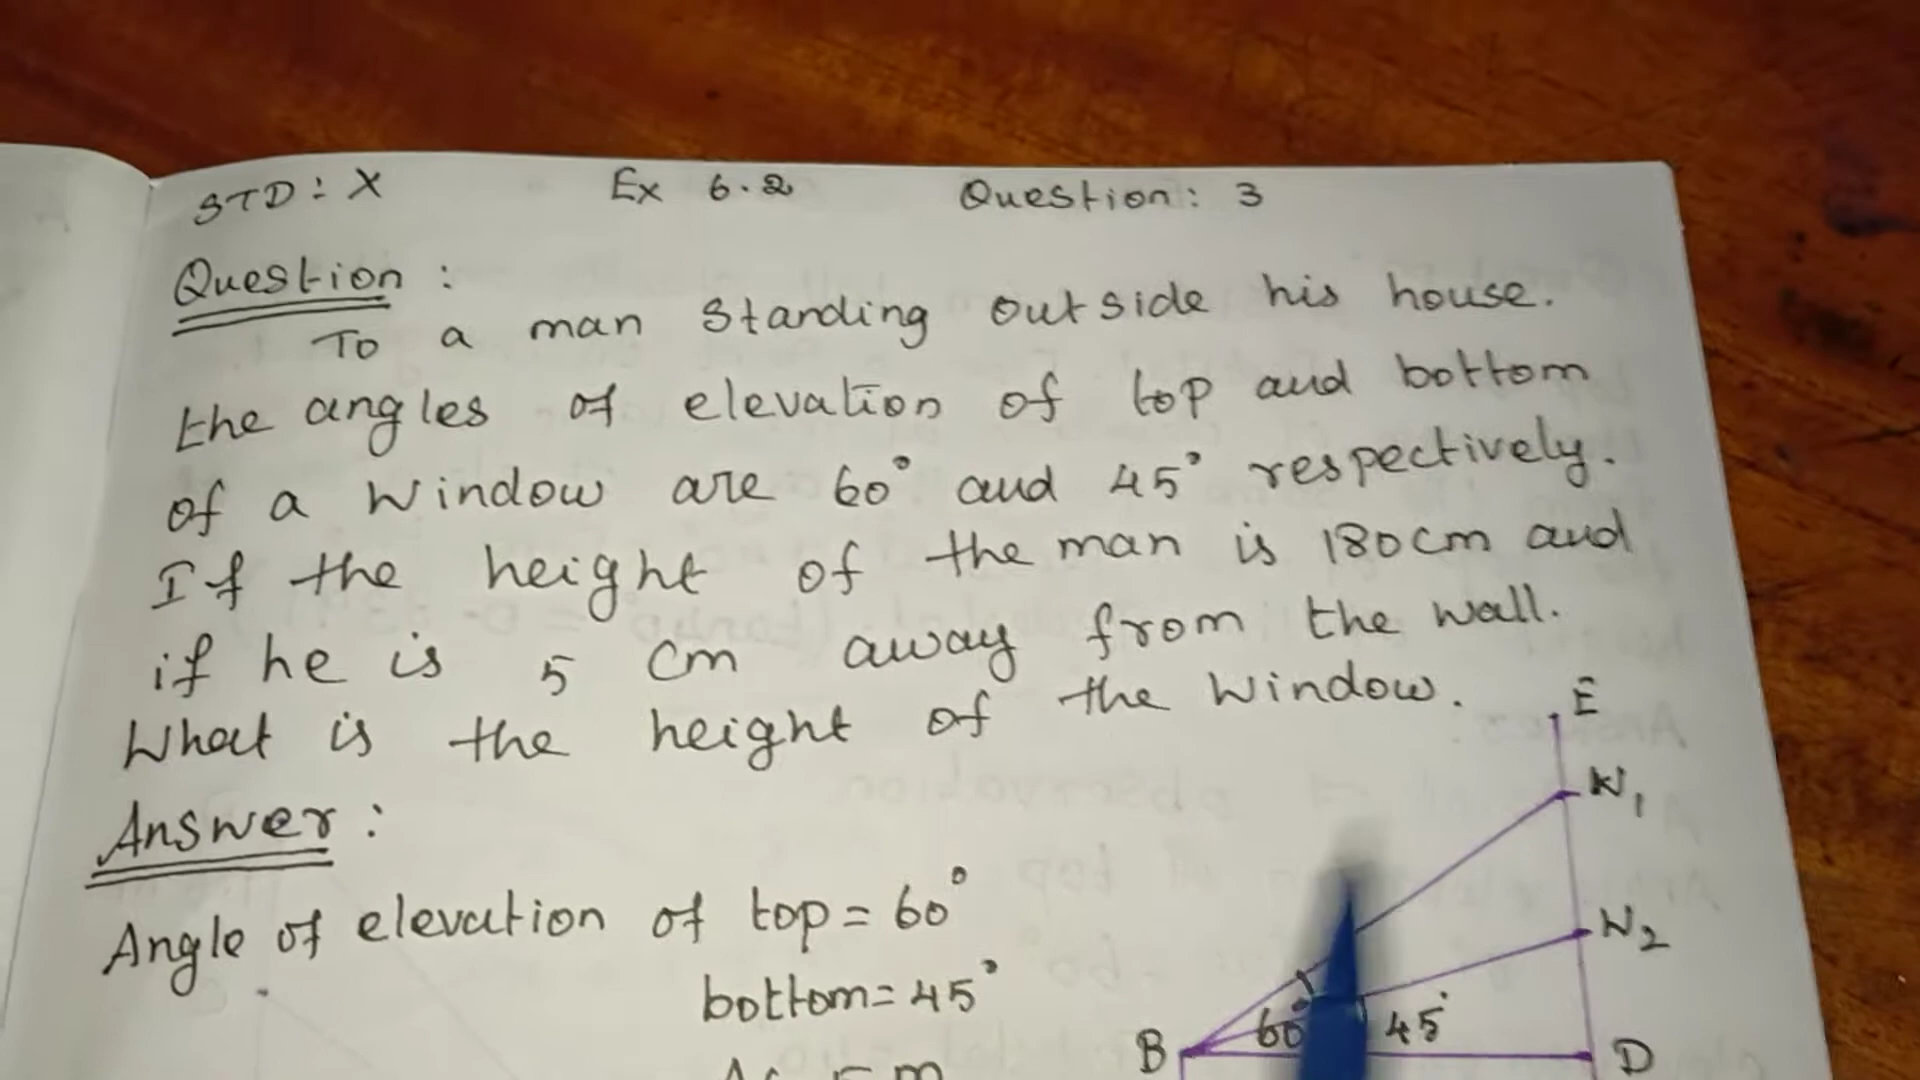 STD: X Ex 6.2 Question: 3
Question:
To a man standing outside his house.
the angles of elevation of top and bottom
of a window are 60° and 45° respectively.
If the height of the man is 180cm and
if he is 5 cm away from the wall.
What is the height of the window.
E
W1
Answer:
Angle of elevation of top = 60°
W2
bottom = 45°
B 60° 45° D